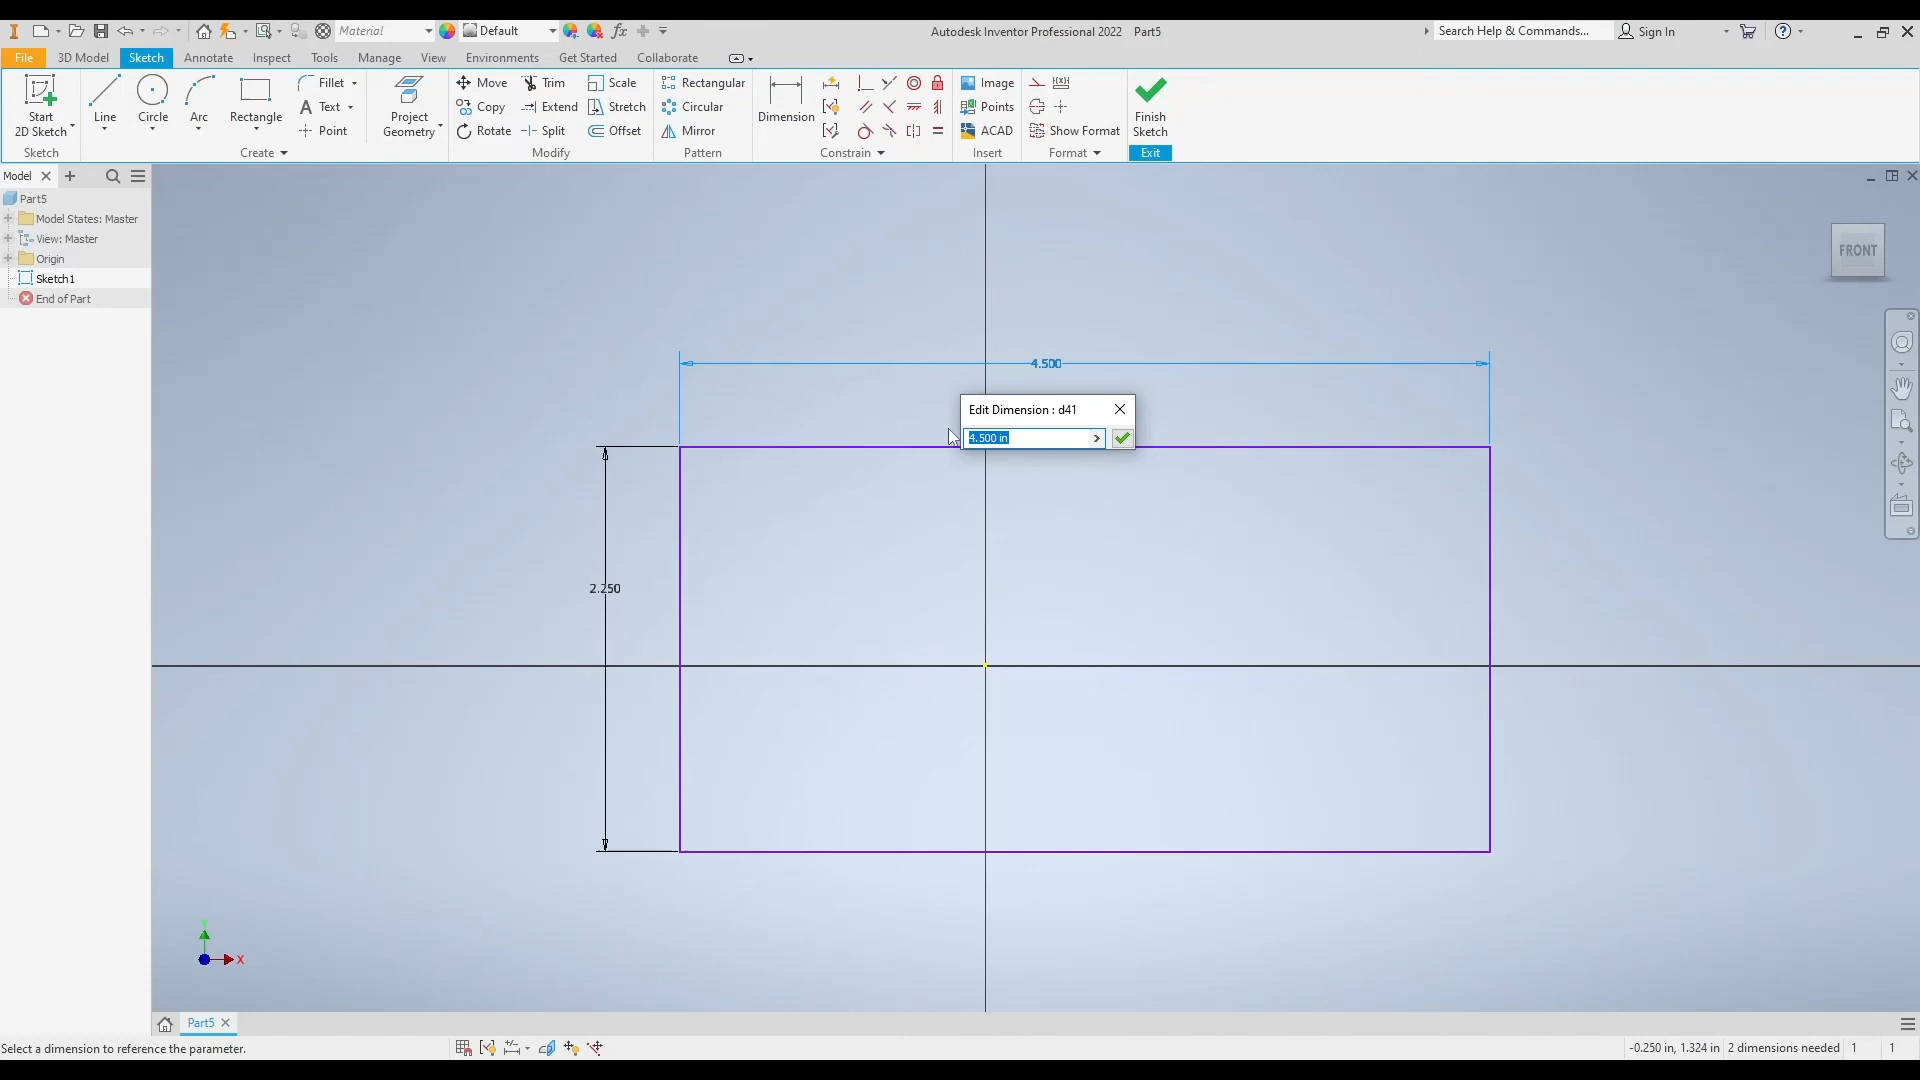 Material
Default
Autodesk Inventor Professional 2022 Part5
Search Help & Commands...
Sign In
File
3D Model
Sketch
Annotate
Inspect
Tools
Manage
View
Environments
Get Started
Collaborate
Start
2D Sketch
Sketch
Line
Circle
Arc
Rectangle
Fillet
Text
Point
Create
Project
Geometry
Move
Copy
Rotate
Trim
Extend
Split
Scale
Stretch
Offset
Modify
Rectangular
Circular
Mirror
Pattern
Dimension
Constrain
Image
Points
ACAD
Insert
Show Format
Format
Finish
Sketch
Exit
Model
Part5
Model States: Master
View: Master
Origin
Sketch1
End of Part
FRONT
4.500
Edit Dimension : d41
4.500 in
2.250
X
Part5
Select a dimension to reference the parameter.
-0.250 in, 1.324 in 2 dimensions needed 1 1